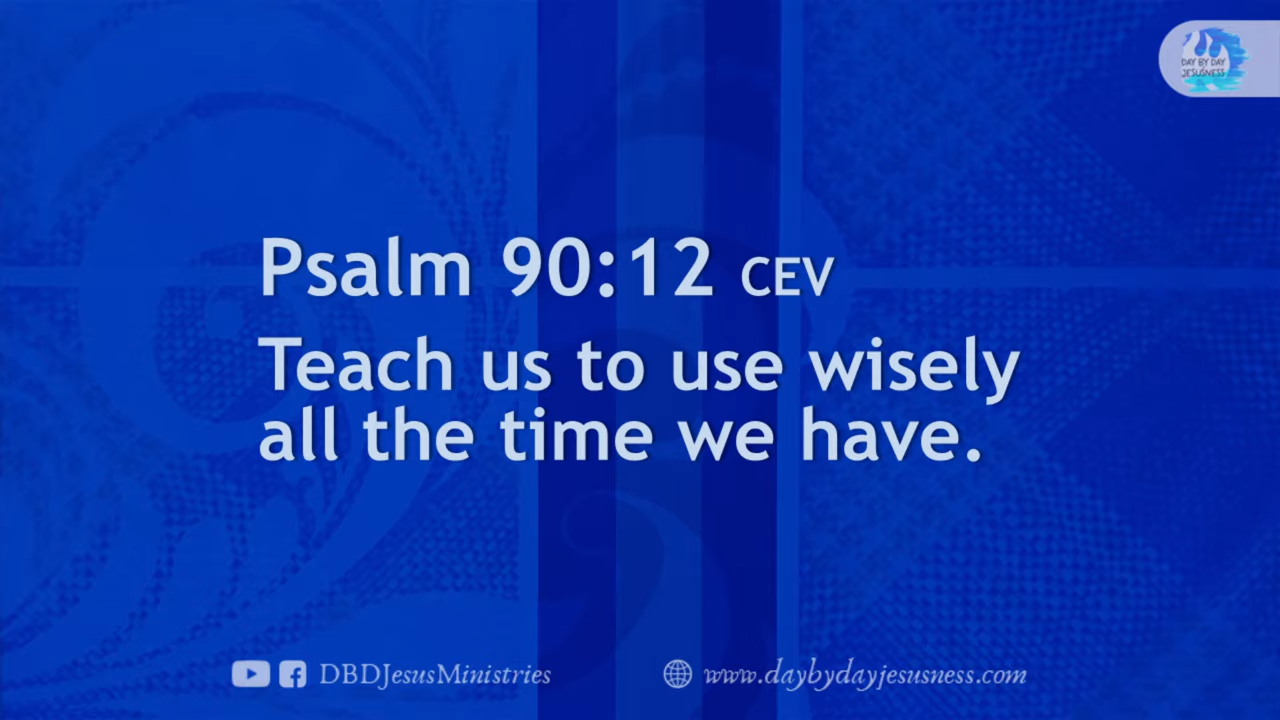 DAY BY DAY
JESUSNESS
Psalm 90:12 CEV
Teach us to use wisely
all the time we have.
DBDJesusMinistries
www.daybydayjesusness.com